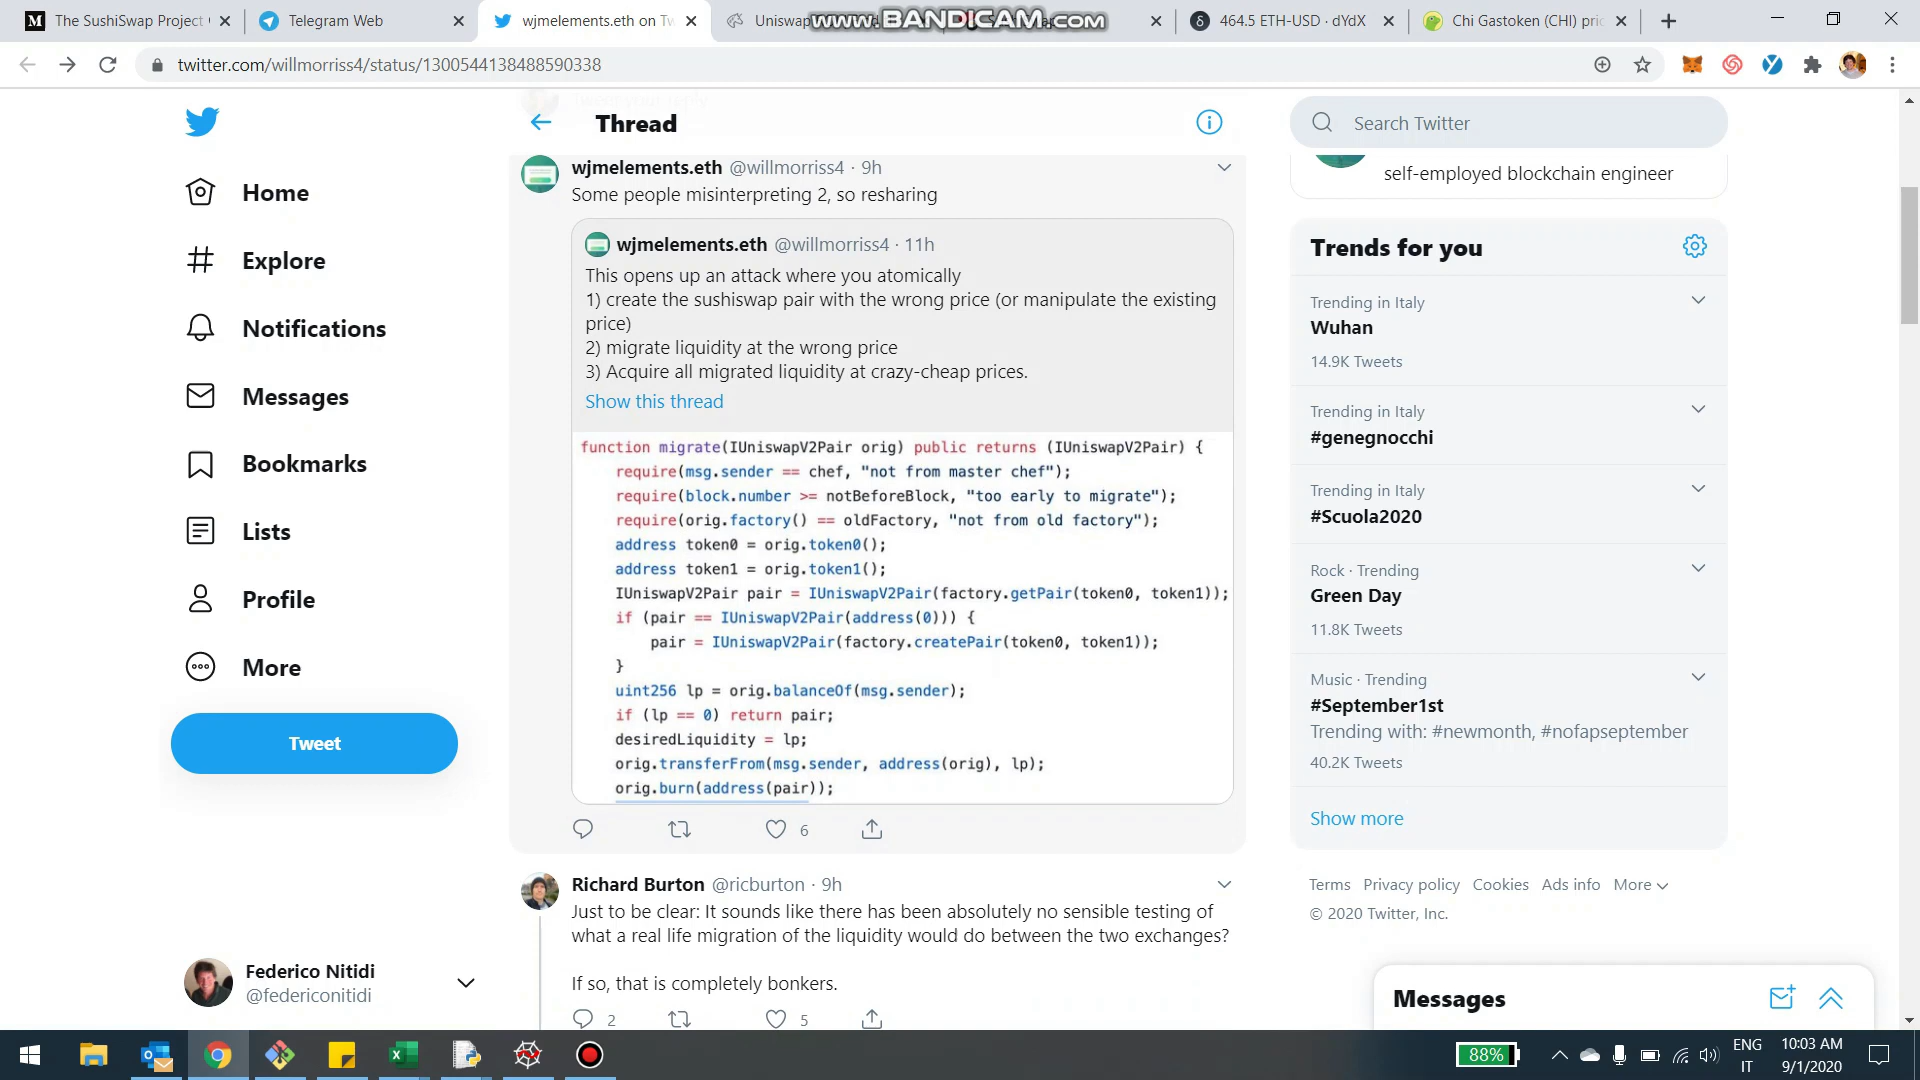 The SushiSwap Project
Telegram Web
wjmelements.eth on Tw
Uniswap
www.BANDICAM.com
464.5 ETH-USD · dYdX
Chi Gastoken (CHI) pric
twitter.com/willmorriss4/status/1300544138488590338
Home
Explore
Notifications
Messages
Bookmarks
Lists
Profile
More
Tweet
Federico Nitidi
@federiconitidi
Tweet your reply
Thread
wjmelements.eth @willmorriss4 · 9h
Some people misinterpreting 2, so resharing
wjmelements.eth @willmorriss4 · 11h
This opens up an attack where you atomically
1) create the sushiswap pair with the wrong price (or manipulate the existing
price)
2) migrate liquidity at the wrong price
3) Acquire all migrated liquidity at crazy-cheap prices.
Show this thread
function migrate(IUniswapV2Pair orig) public returns (IUniswapV2Pair) {
require(msg.sender == chef, "not from master chef");
require(block.number >= notBeforeBlock, "too early to migrate");
require(orig.factory() == oldFactory, "not from old factory");
address token0 = orig.token0();
address token1 = orig.token1();
IUniswapV2Pair pair = IUniswapV2Pair(factory.getPair(token0, token1));
if (pair == IUniswapV2Pair(address(0))) {
pair = IUniswapV2Pair(factory.createPair(token0, token1));
}
uint256 lp = orig.balanceOf(msg.sender);
if (lp == 0) return pair;
desiredLiquidity = lp;
orig.transferFrom(msg.sender, address(orig), lp);
orig.burn(address(pair));
6
Richard Burton @ricburton · 9h
Just to be clear: It sounds like there has been absolutely no sensible testing of
what a real life migration of the liquidity would do between the two exchanges?
If so, that is completely bonkers.
2
5
Search Twitter
self-employed blockchain engineer
Trends for you
Trending in Italy
Wuhan
14.9K Tweets
Trending in Italy
#genegnocchi
Trending in Italy
#Scuola2020
Rock · Trending
Green Day
11.8K Tweets
Music · Trending
#September1st
Trending with: #newmonth, #nofapseptember
40.2K Tweets
Show more
Terms Privacy policy Cookies Ads info More
© 2020 Twitter, Inc.
Messages
88%
ENG
IT
10:03 AM
9/1/2020